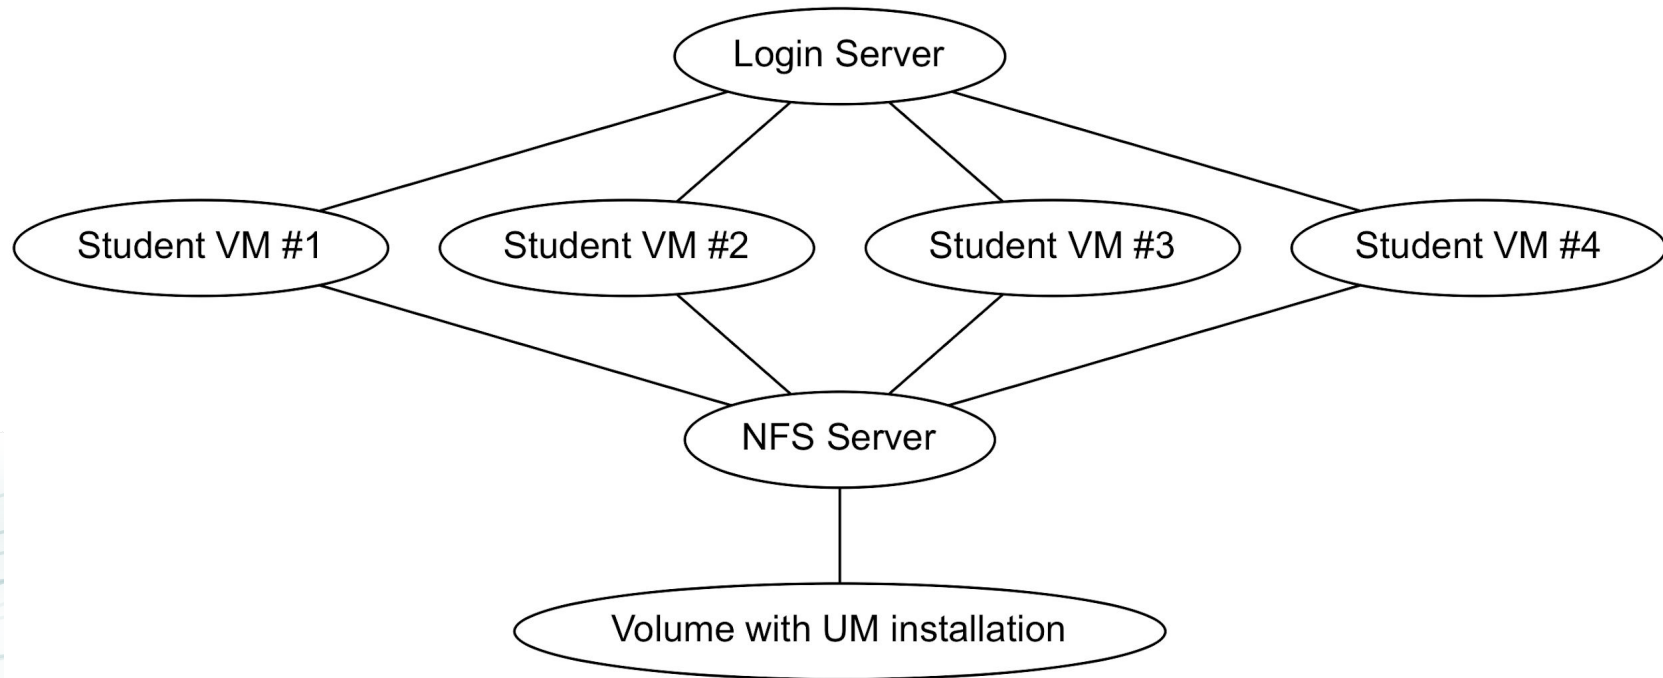 Login Server
Student VM #1
Student VM #2
Student VM #3
Student VM #4
NFS Server
Volume with UM installation